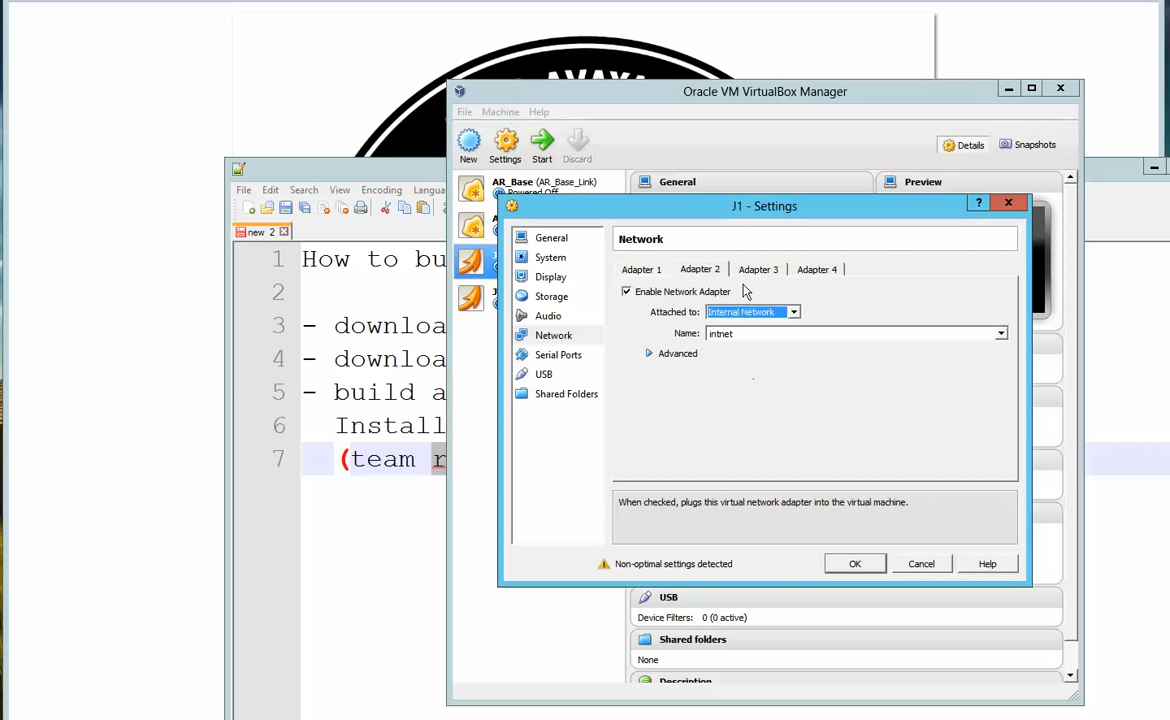 AVAYA
Oracle VM VirtualBox Manager
File Machine Help
New Settings Start Discard
Details Snapshots
AR_Base (AR_Base_Link)
Powered Off
General
Preview
File Edit Search View Encoding Langua
new 2
1 How to bu
2
3 - downloa
4 - downloa
5 - build a
6 Install
7 (team r
J1 - Settings
?
General
System
Display
Storage
Audio
Network
Serial Ports
USB
Shared Folders
Network
Adapter 1 Adapter 2 Adapter 3 Adapter 4
Enable Network Adapter
Attached to: Internal Network
Name: intnet
Advanced
When checked, plugs this virtual network adapter into the virtual machine.
Non-optimal settings detected
OK Cancel Help
USB
Device Filters: 0 (0 active)
Shared folders
None
Description